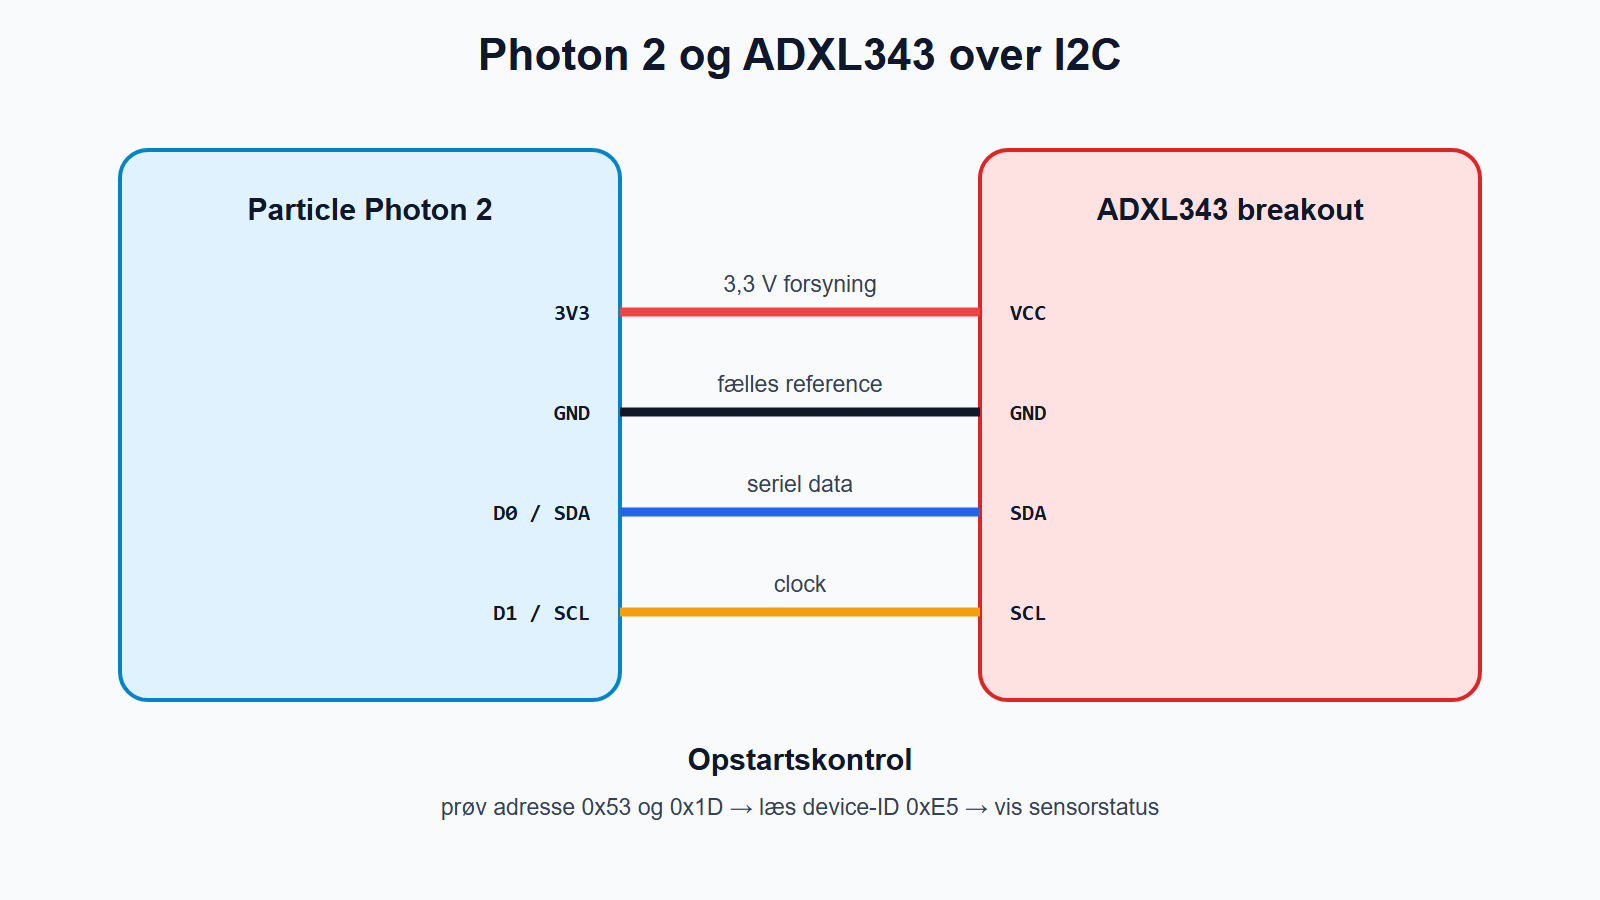 Photon 2 og ADXL343 over I2C
Particle Photon 2
ADXL343 breakout
3,3 V forsyning
3V3
VCC
fælles reference
GND
GND
seriel data
D0 / SDA
SDA
clock
D1 / SCL
SCL
Opstartskontrol
prøv adresse 0x53 og 0x1D → læs device-ID 0xE5 → vis sensorstatus